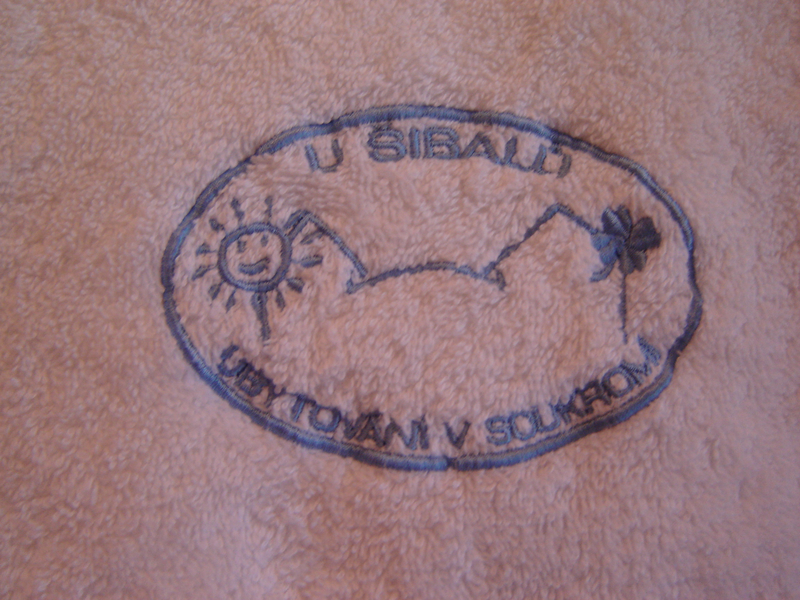 U ŠIBALŮ
UBYTOVÁNÍ V SOUKROMÍ